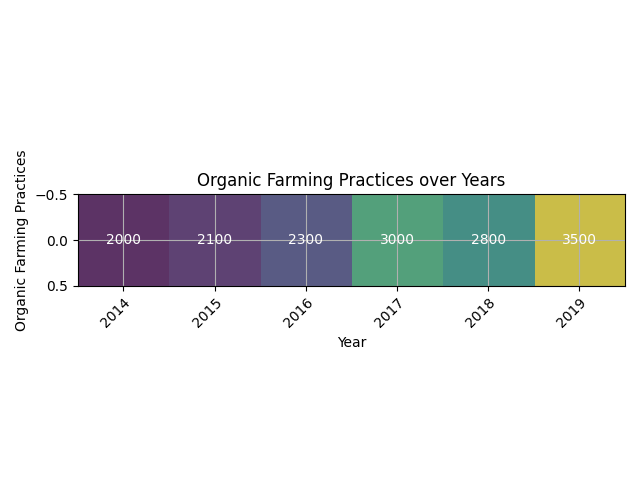 Organic Farming Practices over Years
Organic Farming Practices
−0.5
0.0
0.5
2000 2100 2300 3000 2800 3500
2014 2015 2016 2017 2018 2019
Year